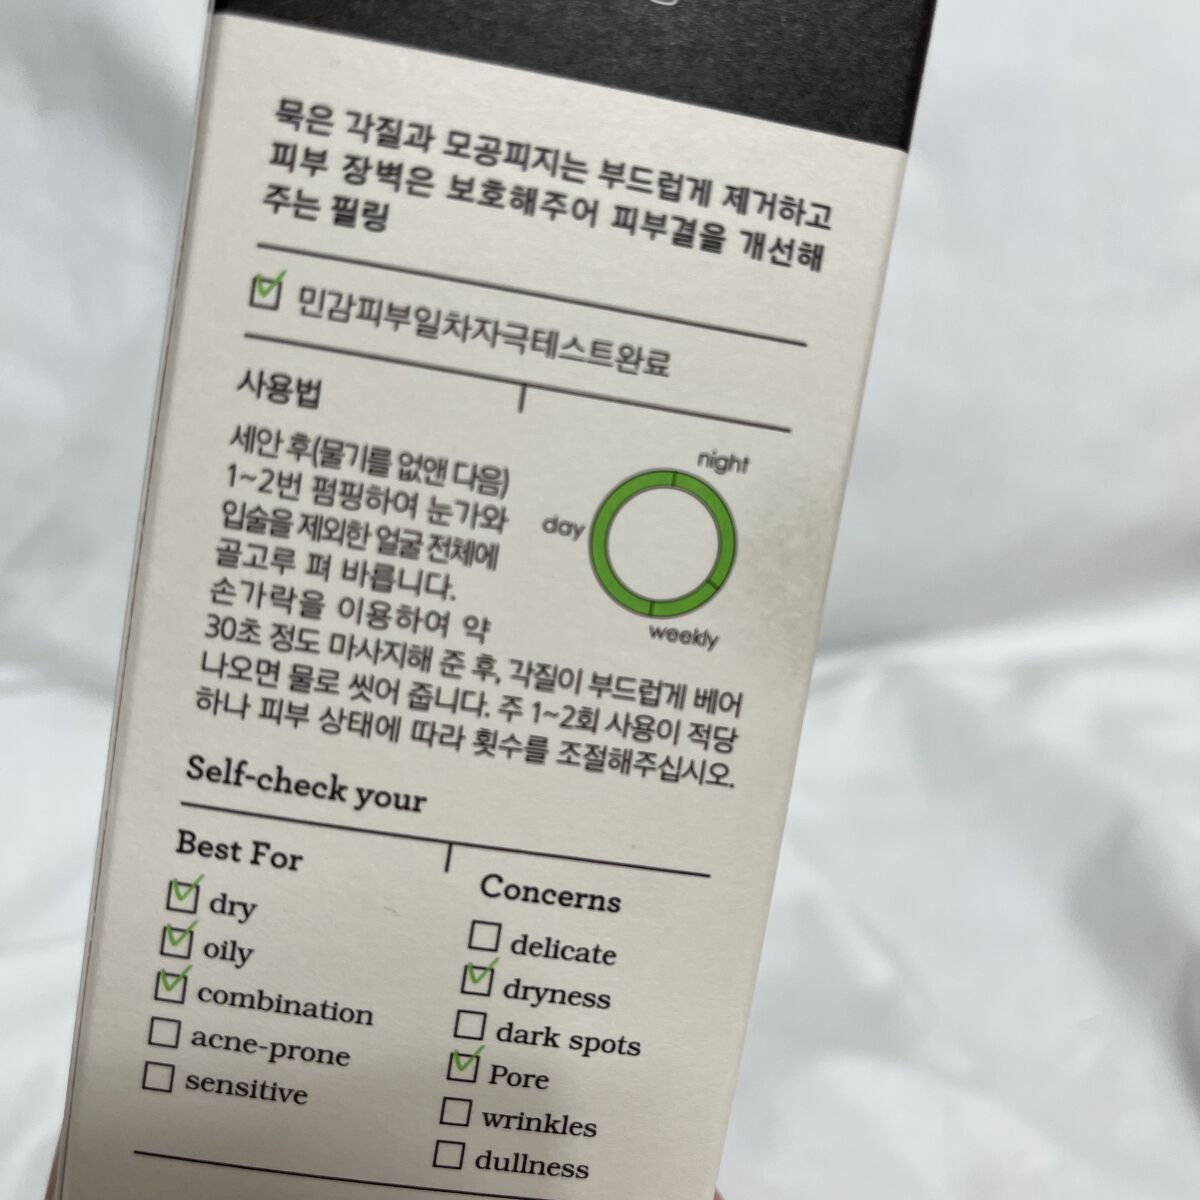 묵은 각질과 모공피지는 부드럽게 제거하고
피부 장벽은 보호해주어 피부결을 개선해
주는 필링
민감피부일차자극테스트완료
사용법
세안 후(물기를 없앤 다음)
1~2번 펌핑하여 눈가와
입술을 제외한 얼굴 전체에
골고루 펴 바릅니다.
손가락을 이용하여 약
30초 정도 마사지해 준 후, 각질이 부드럽게 베어
나오면 물로 씻어 줍니다. 주 1~2회 사용이 적당
하나 피부 상태에 따라 횟수를 조절해주십시오.
night
day
weekly
Self-check your
Best For
dry
oily
combination
acne-prone
sensitive
Concerns
delicate
dryness
dark spots
Pore
wrinkles
dullness